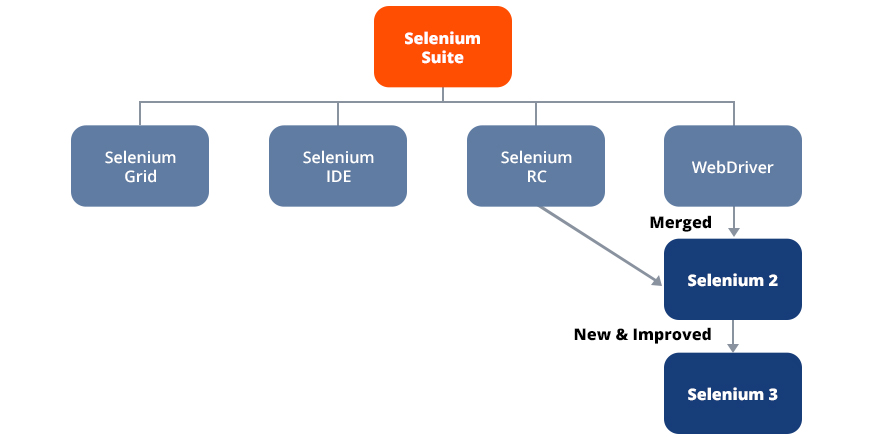 Selenium
Suite
Selenium
Grid
Selenium
IDE
Selenium
RC
WebDriver
Merged
Selenium 2
New & Improved
Selenium 3